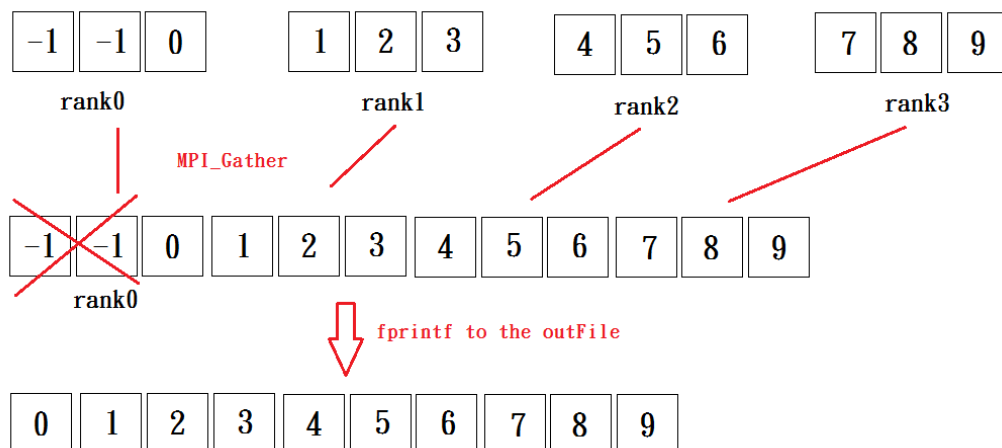 -1 -1 0 1 2 3 4 5 6 7 8 9
rank0 rank1 rank2 rank3
MPI_Gather
-1 -1 0 1 2 3 4 5 6 7 8 9
rank0
fprintf to the outFile
0 1 2 3 4 5 6 7 8 9